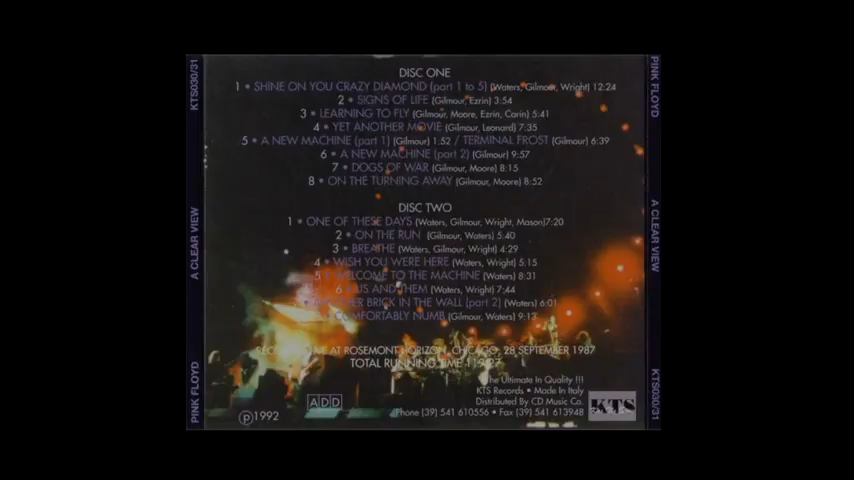 DISC ONE
1 • SHINE ON YOU CRAZY DIAMOND (part 1 to 5) (Waters, Gilmour, Wright) 12:24
2 • SIGNS OF LIFE (Gilmour, Ezrin) 3:54
3 • LEARNING TO FLY (Gilmour, Moore, Ezrin, Carin) 5:41
4 • YET ANOTHER MOVIE (Gilmour, Leonard) 7:35
5 • A NEW MACHINE (part 1) (Gilmour) 1:52 / TERMINAL FROST (Gilmour) 6:39
6 • A NEW MACHINE (part 2) (Gilmour) 9:57
7 • DOGS OF WAR (Gilmour, Moore) 8:15
8 • ON THE TURNING AWAY (Gilmour, Moore) 8:52
DISC TWO
1 • ONE OF THESE DAYS (Waters, Gilmour, Wright, Mason) 7:20
2 • ON THE RUN (Gilmour, Waters) 5:40
3 • BREATHE (Waters, Gilmour, Wright) 4:29
4 • WISH YOU WERE HERE (Waters, Wright) 5:15
5 • WELCOME TO THE MACHINE (Waters) 8:31
6 • US AND THEM (Waters, Wright) 7:44
ANOTHER BRICK IN THE WALL (part 2) (Waters) 6:01
COMFORTABLY NUMB (Gilmour, Waters) 9:13
RECORDED LIVE AT ROSEMONT HORIZON, CHICAGO, 28 SEPTEMBER 1987
TOTAL RUNNING TIME 119:27
The Ultimate In Quality !!!
KTS Records • Made In Italy
Distributed By CD Music Co.
Phone (39) 541 610556 • Fax (39) 541 613948
℗ 1992
ADD
KTS
PINK FLOYD
A CLEAR VIEW
KTS030/31
PINK FLOYD
A CLEAR VIEW
KTS030/31